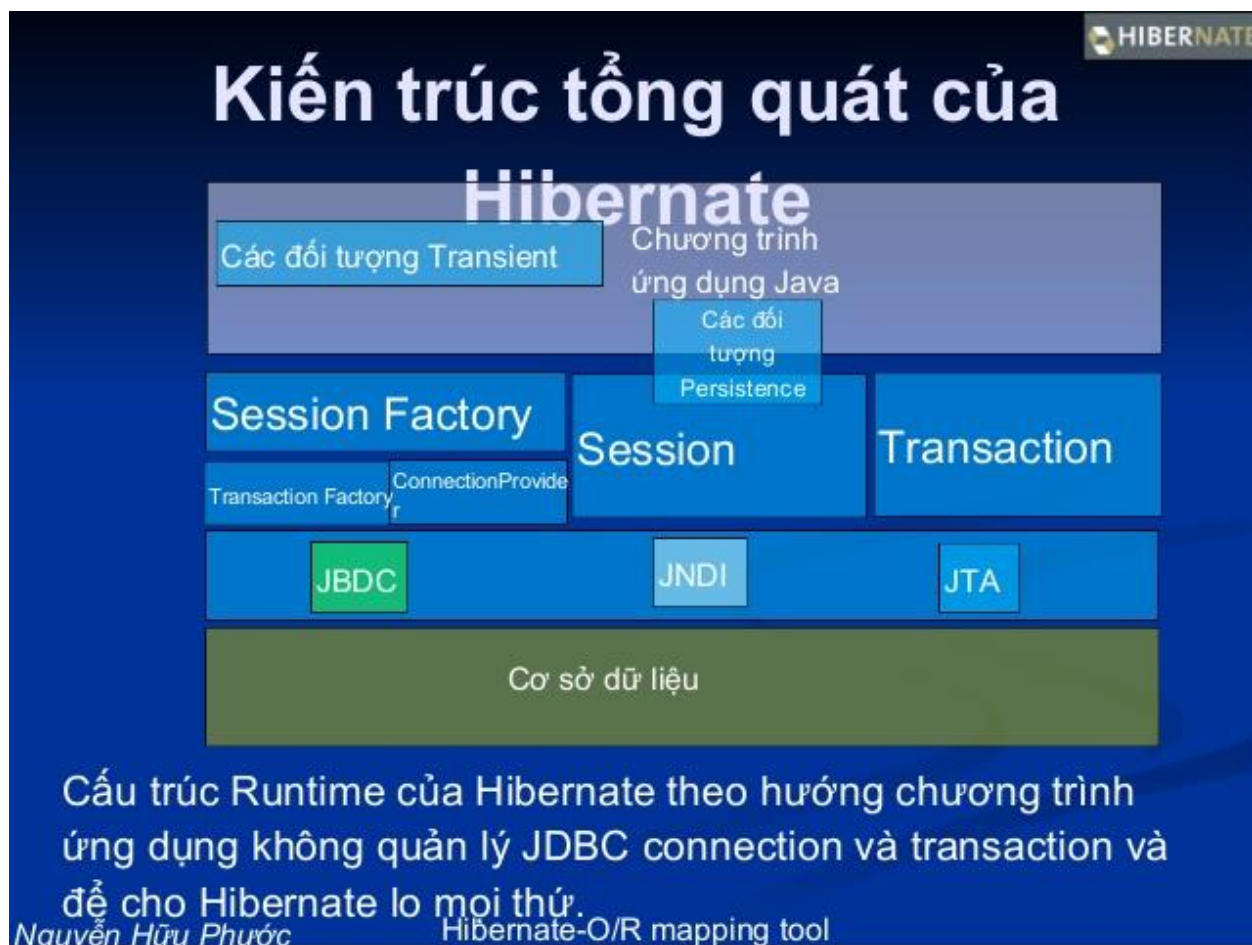 HIBERNATE
Kiến trúc tổng quát của
Hibernate
Các đối tượng Transient
Chương trình
ứng dụng Java
Các đối
tượng
Persistence
Session Factory
Session
Transaction
Transaction Factory
ConnectionProvide
r
JBDC
JNDI
JTA
Cơ sở dữ liệu
Cấu trúc Runtime của Hibernate theo hướng chương trình
ứng dụng không quản lý JDBC connection và transaction và
để cho Hibernate lo mọi thứ.
Nguyễn Hữu Phước
Hibernate-O/R mapping tool